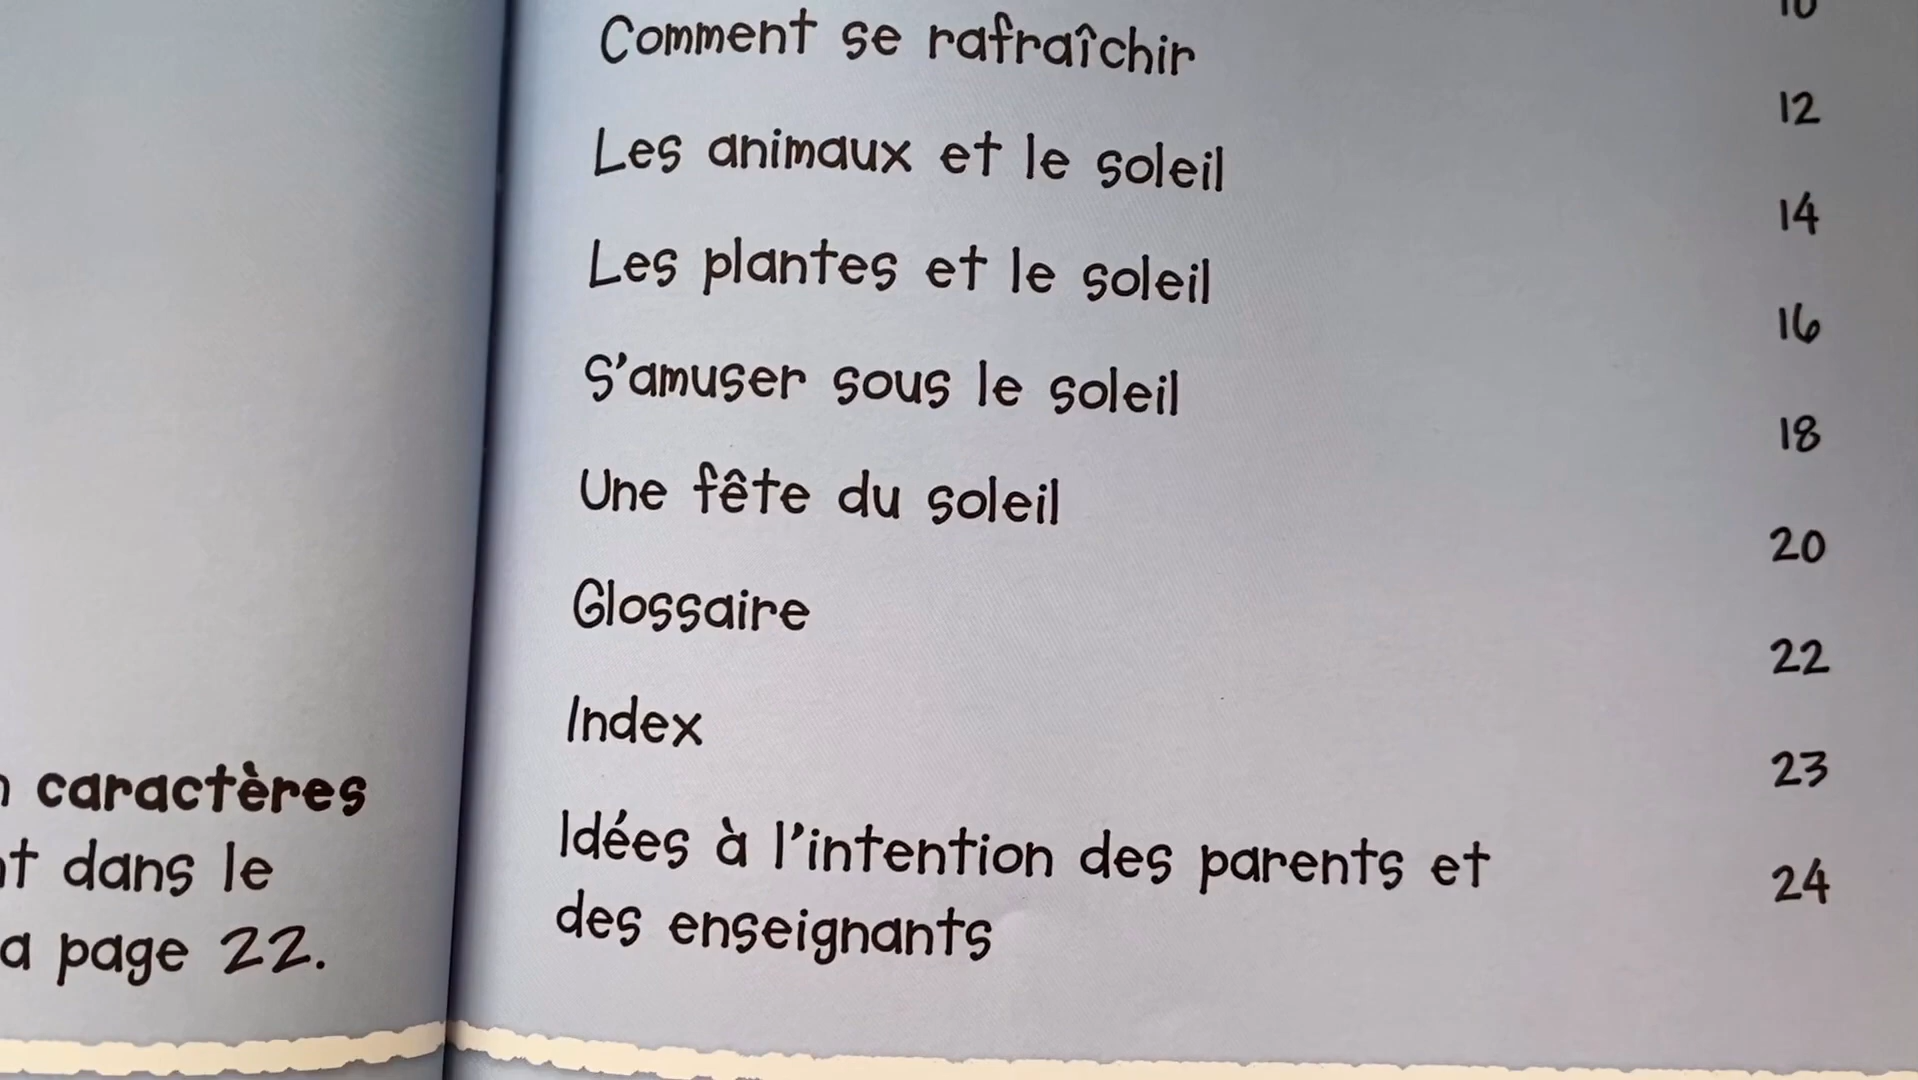 caractères
dans le
page 22.
Comment se rafraîchir
12
Les animaux et le soleil
14
Les plantes et le soleil
16
S'amuser sous le soleil
18
Une fête du soleil
20
Glossaire
22
Index
23
Idées à l'intention des parents et
24
des enseignants